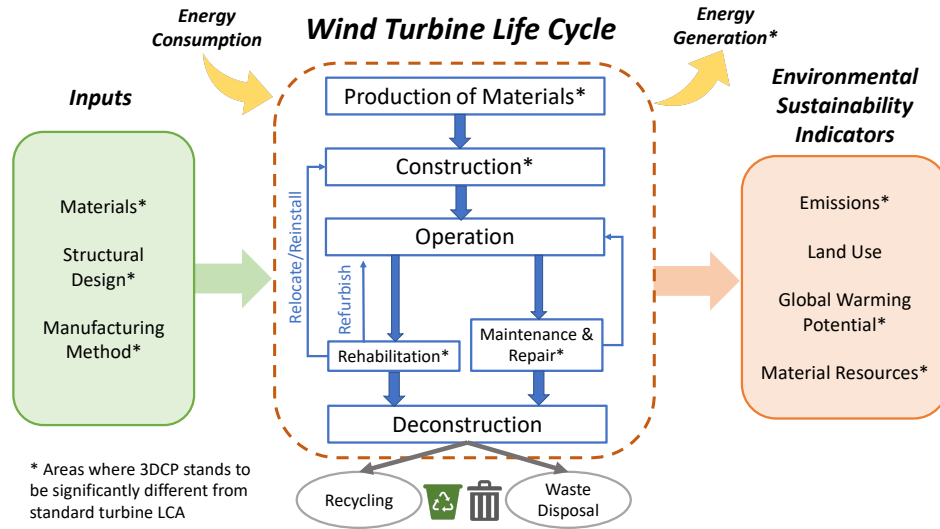 Wind Turbine Life Cycle
Energy
Consumption
Energy
Generation*
Inputs
Materials*
Structural
Design*
Manufacturing
Method*
Production of Materials*
Construction*
Operation
Relocate/Reinstall
Refurbish
Rehabilitation*
Maintenance &
Repair*
Deconstruction
Recycling
Waste
Disposal
Environmental
Sustainability
Indicators
Emissions*
Land Use
Global Warming
Potential*
Material Resources*
* Areas where 3DCP stands to
be significantly different from
standard turbine LCA